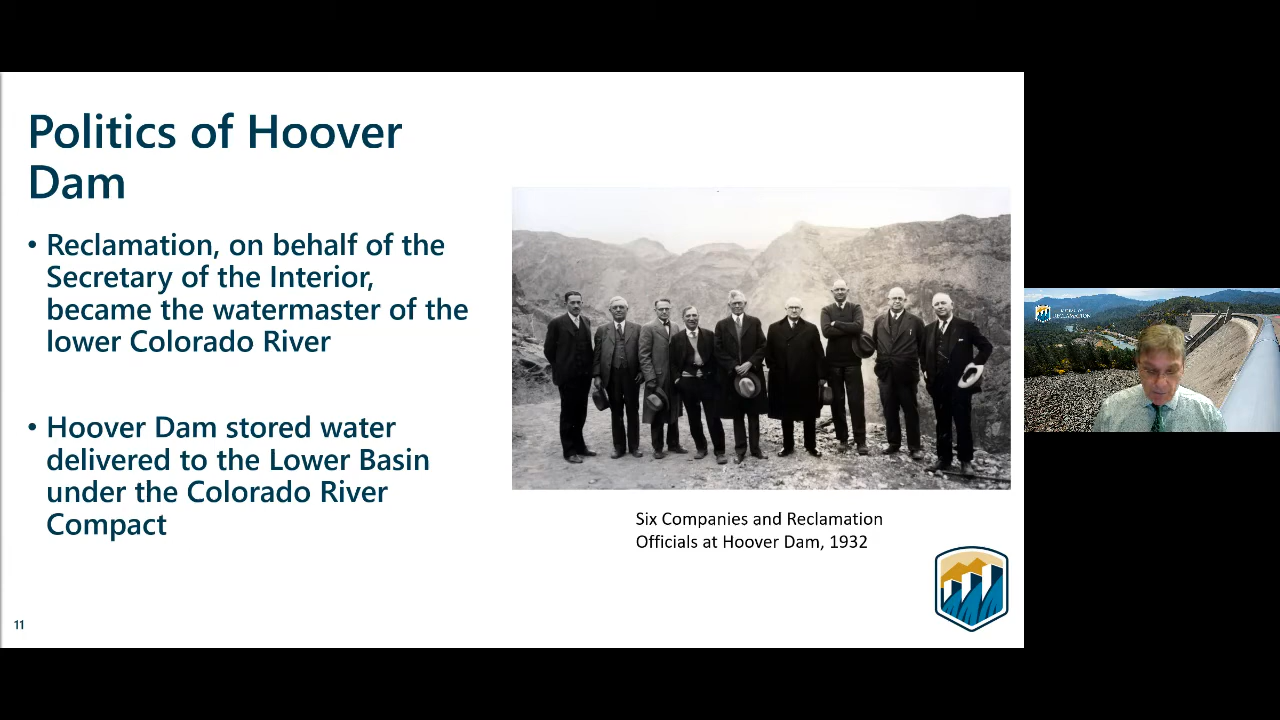 Politics of Hoover
Dam
• Reclamation, on behalf of the
Secretary of the Interior,
became the watermaster of the
lower Colorado River
• Hoover Dam stored water
delivered to the Lower Basin
under the Colorado River
Compact
Six Companies and Reclamation
Officials at Hoover Dam, 1932
11
RECLAMATION